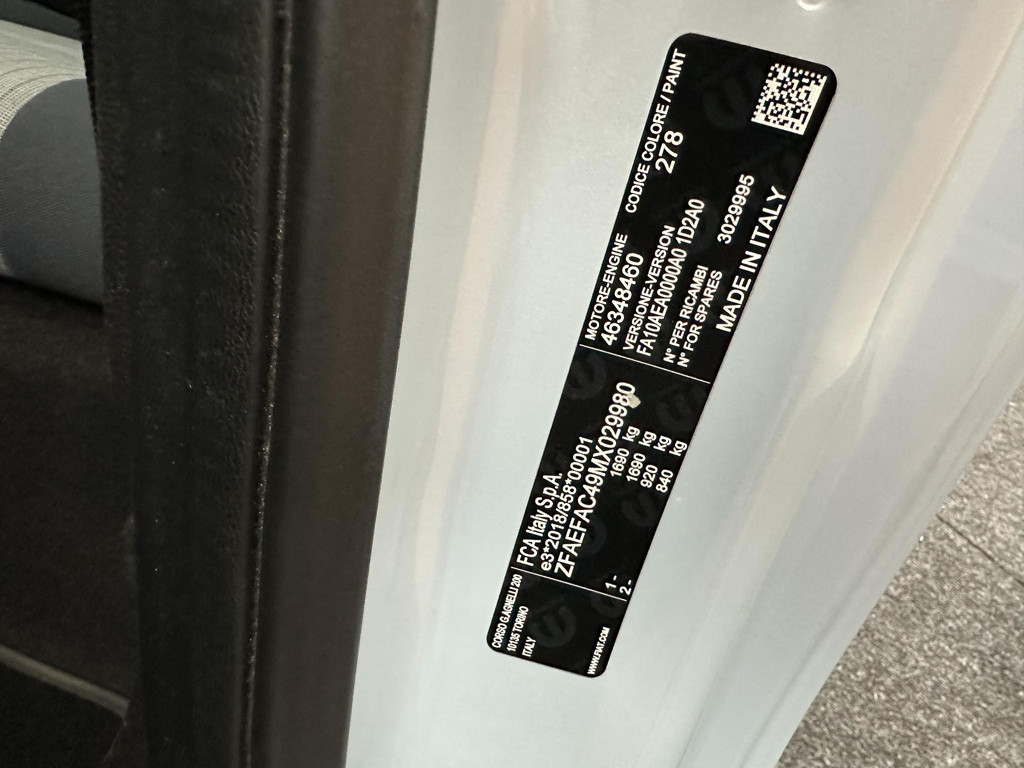 CORSO G.AGNELLI 200
10135 TORINO
ITALY
WWW.FIAT.COM
FCA Italy S.p.A.
e3*2018/858*00001
ZFAEFAC49MX029980
1690 kg
1690 kg
1- 920 kg
2- 840 kg
MOTORE-ENGINE
46348460
CODICE COLORE / PAINT
278
VERSIONE-VERSION
FA10AEA0000A0 1D2A0
N° PER RICAMBI
N° FOR SPARES 3029995
MADE IN ITALY